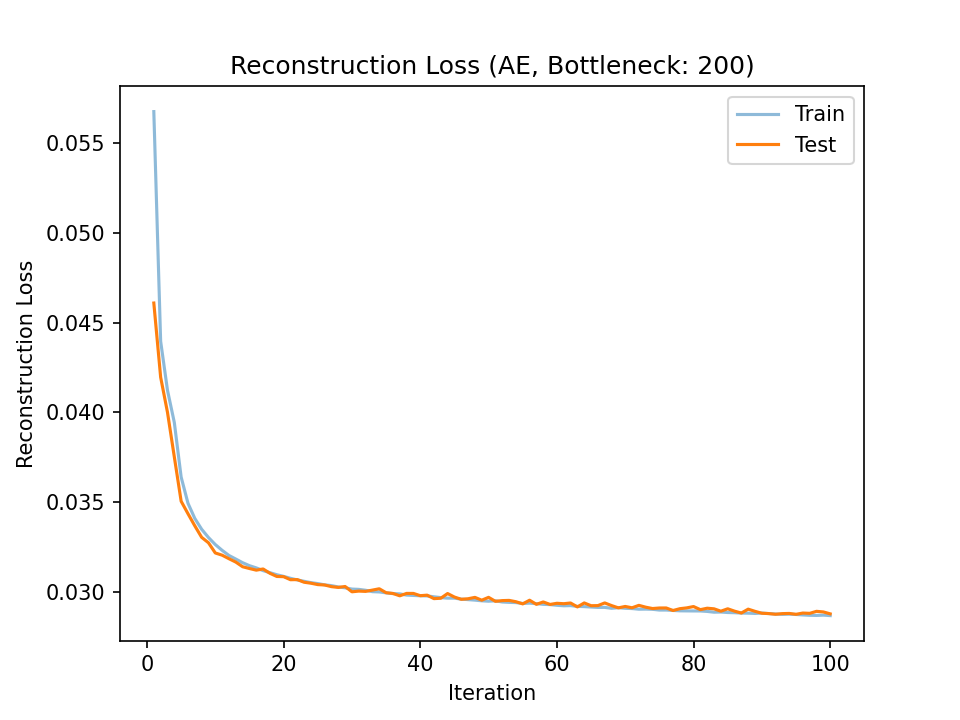 Reconstruction Loss (AE, Bottleneck: 200)
Train
Test
0.055
0.050
0.045
0.040
0.035
0.030
Reconstruction Loss
0 20 40 60 80 100
Iteration